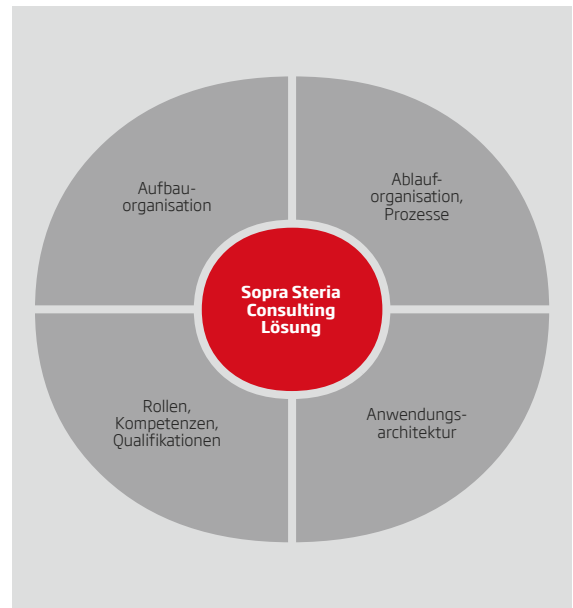 Aufbau-
organisation
Ablauf-
organisation,
Prozesse
Sopra Steria
Consulting
Lösung
Rollen,
Kompetenzen,
Qualifikationen
Anwendungs-
architektur